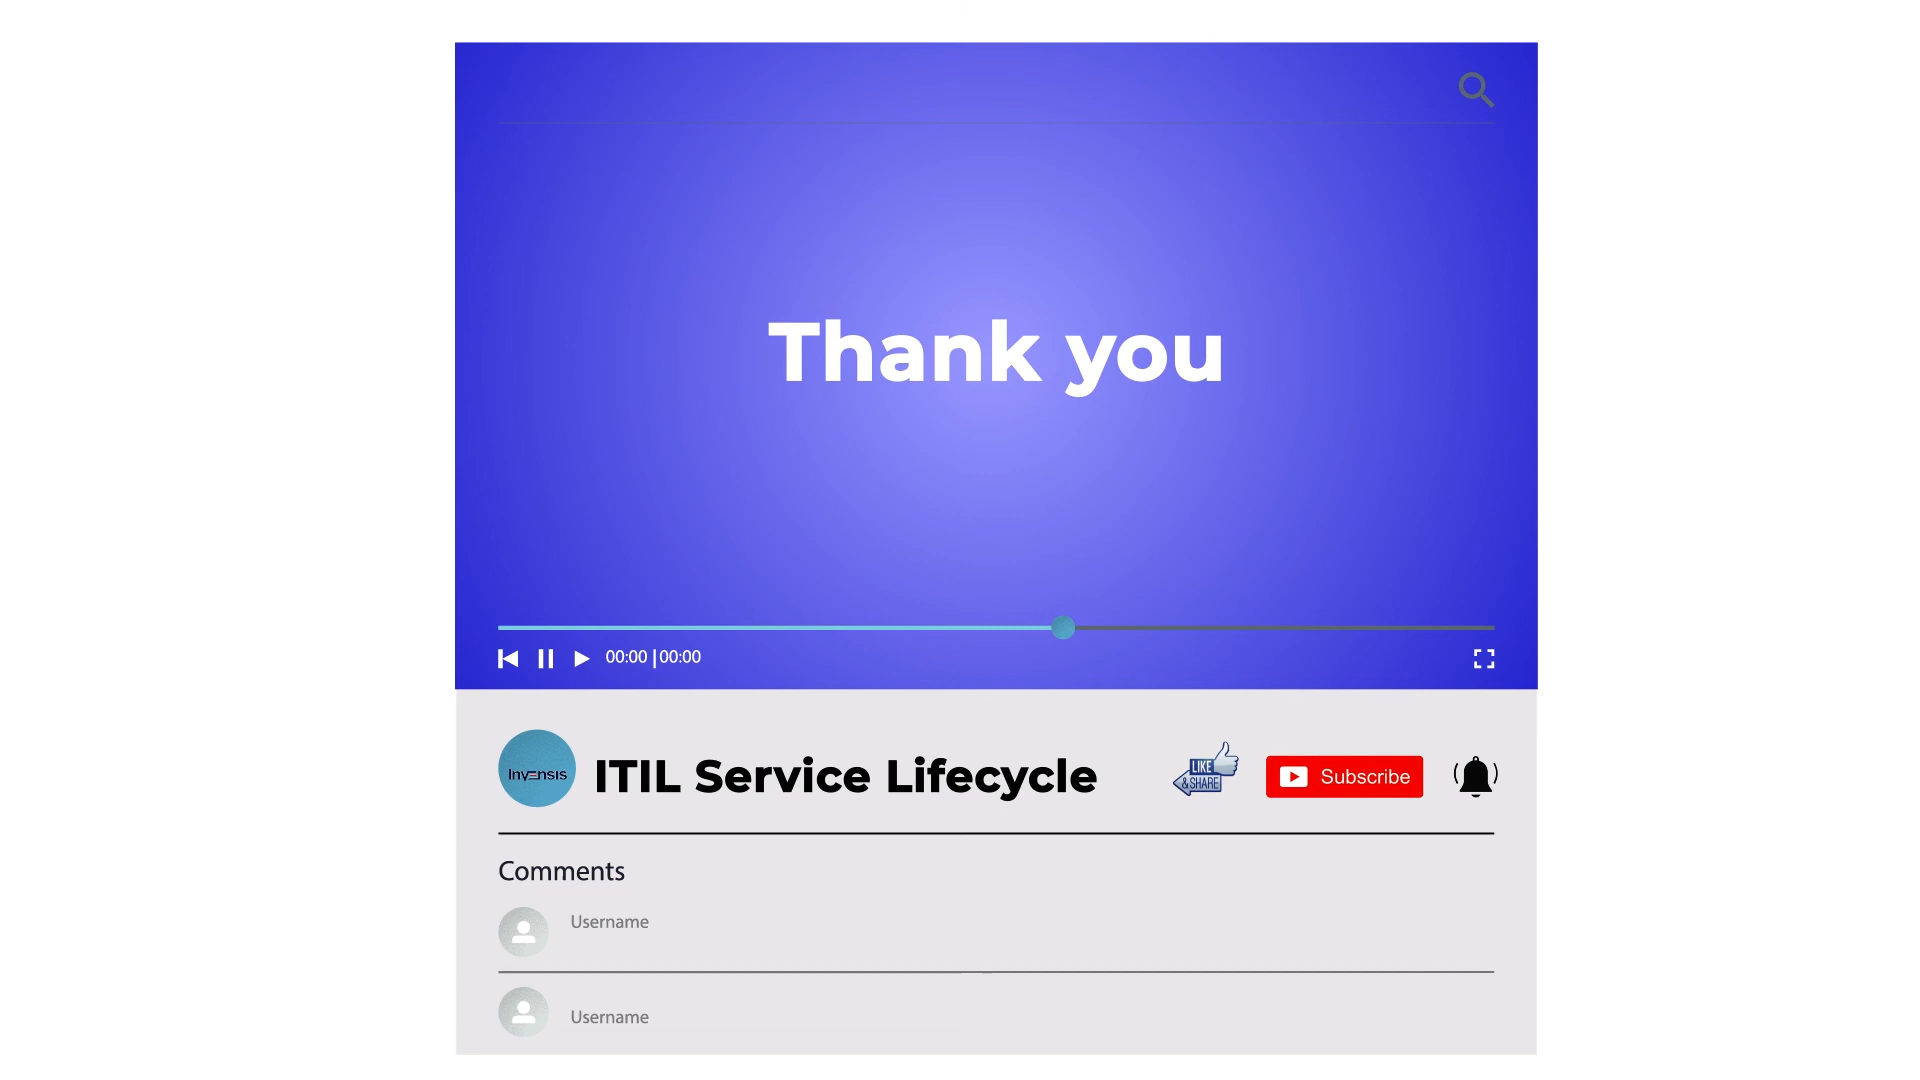 Thank you
00:00 | 00:00
Invensis
ITIL Service Lifecycle
LIKE
& SHARE
Subscribe
Comments
Username
Username